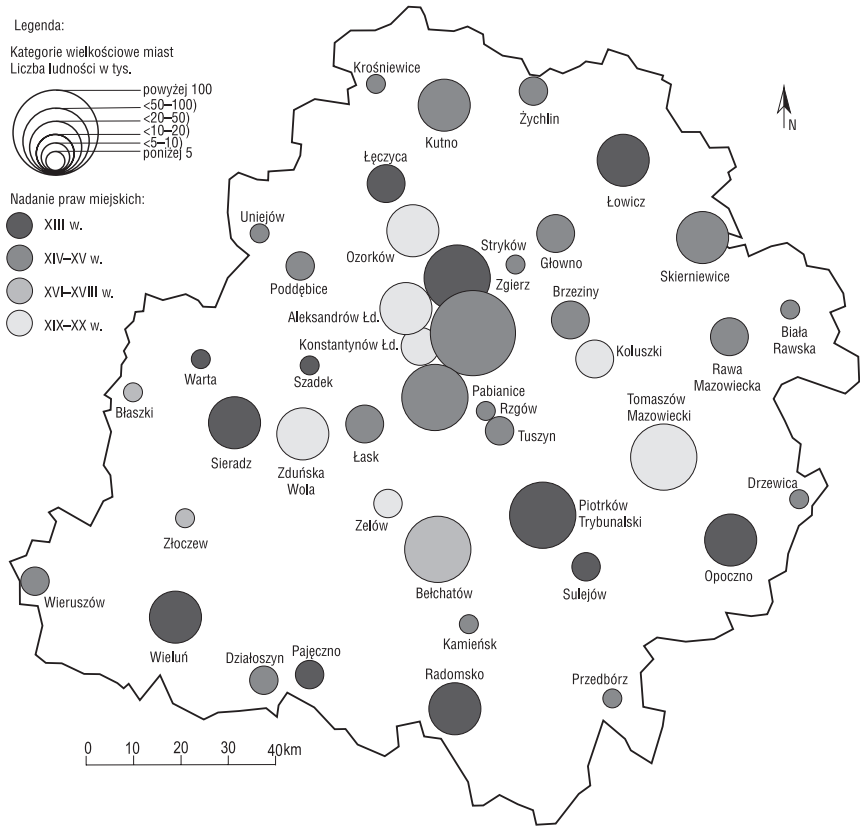 Legenda:
Kategorie wielkościowe miast
Liczba ludności w tys.
powyżej 100
<50–100)
<20–50)
<10–20)
<5–10)
poniżej 5
Nadanie praw miejskich:
XIII w.
XIV–XV w.
XVI–XVIII w.
XIX–XX w.
N
Krośniewice
Kutno
Żychlin
Łęczyca
Łowicz
Uniejów
Ozorków
Stryków
Głowno
Skierniewice
Poddębice
Zgierz
Brzeziny
Aleksandrów Łd.
Konstantynów Łd.
Koluszki
Biała
Rawska
Rawa
Mazowiecka
Warta
Szadek
Błaszki
Pabianice
Rzgów
Tuszyn
Tomaszów
Mazowiecki
Sieradz
Zduńska
Wola
Łask
Zelów
Piotrków
Trybunalski
Drzewica
Złoczew
Bełchatów
Sulejów
Opoczno
Wieruszów
Wieluń
Kamieńsk
Działoszyn
Pajęczno
Radomsko
Przedbórz
0 10 20 30 40km